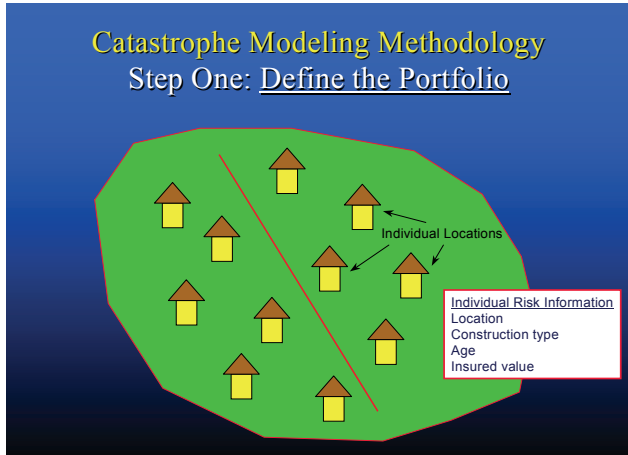 Catastrophe Modeling Methodology
Step One: Define the Portfolio
Individual Locations
Individual Risk Information
Location
Construction type
Age
Insured value